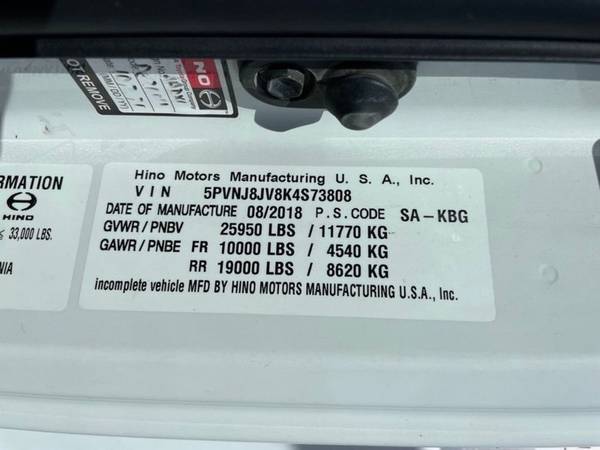 NO
HINO
OT REMOVE
RMATION
HINO
33,000 LBS.
NIA
Hino Motors Manufacturing U. S. A., Inc.
V I N 5PVNJ8JV8K4S73808
DATE OF MANUFACTURE 08/2018 P. S. CODE SA-KBG
GVWR / PNBV 25950 LBS / 11770 KG
GAWR / PNBE FR 10000 LBS / 4540 KG
RR 19000 LBS / 8620 KG
incomplete vehicle MFD BY HINO MOTORS MANUFACTURING U.S.A., Inc.